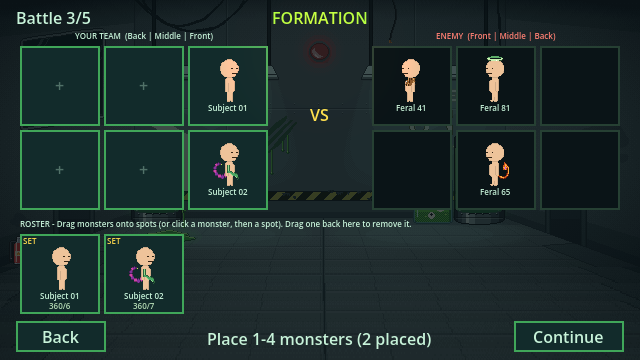 Battle 3/5
FORMATION
YOUR TEAM (Back | Middle | Front)
ENEMY (Front | Middle | Back)
+
+
Subject 01
VS
Feral 41
Feral 81
+
+
Subject 02
Feral 65
ROSTER - Drag monsters onto spots (or click a monster, then a spot). Drag one back here to remove it.
SET
SET
Subject 01
360/6
Subject 02
360/7
Back
Place 1-4 monsters (2 placed)
Continue